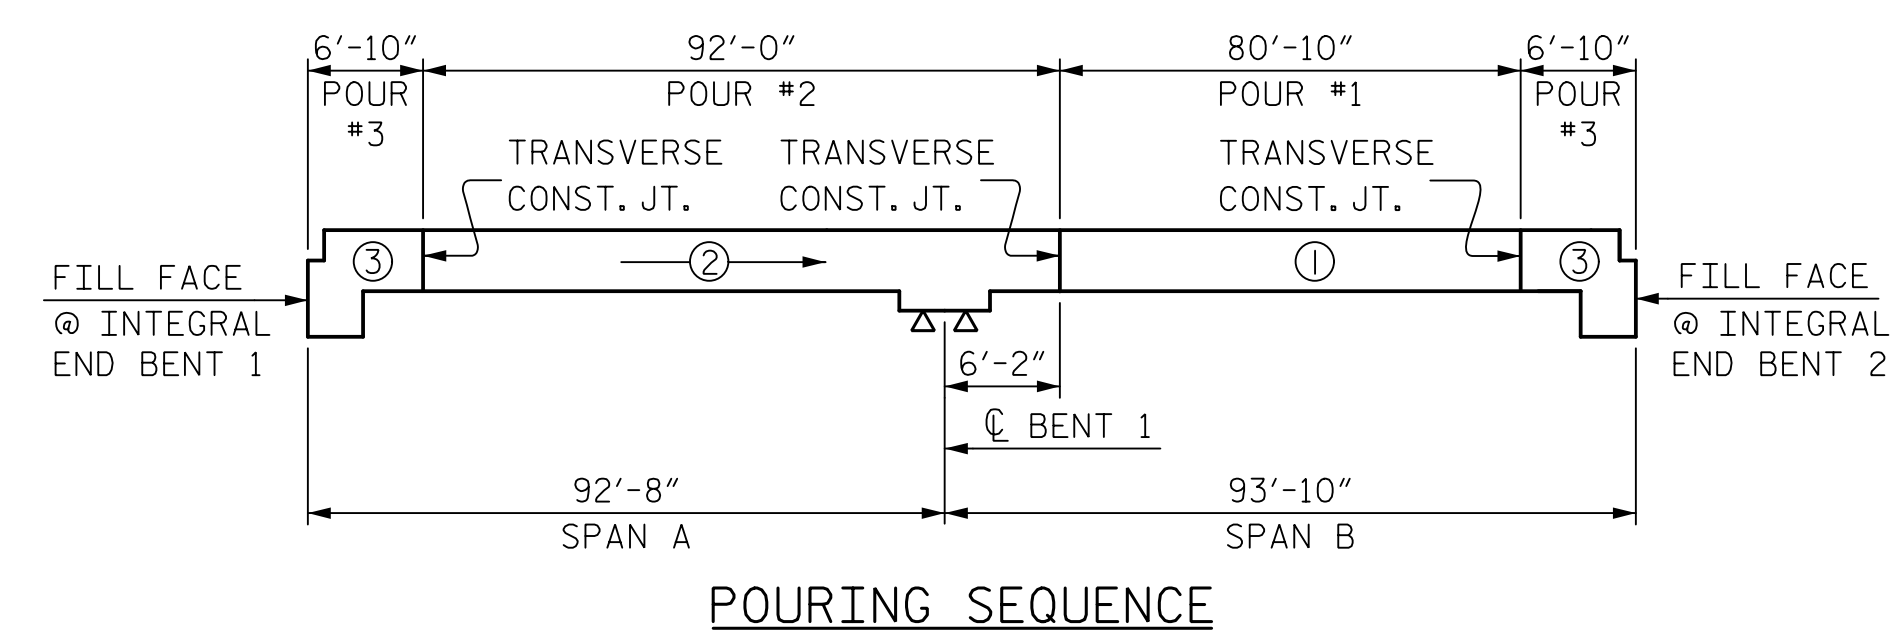 6'-10" 92'-0" 80'-10" 6'-10"
POUR POUR #2 POUR #1 POUR
#3 #3
TRANSVERSE TRANSVERSE TRANSVERSE
CONST. JT. CONST. JT. CONST. JT.
3 2 1 3
FILL FACE FILL FACE
@ INTEGRAL @ INTEGRAL
END BENT 1 END BENT 2
6'-2"
℄ BENT 1
92'-8" 93'-10"
SPAN A SPAN B
POURING SEQUENCE